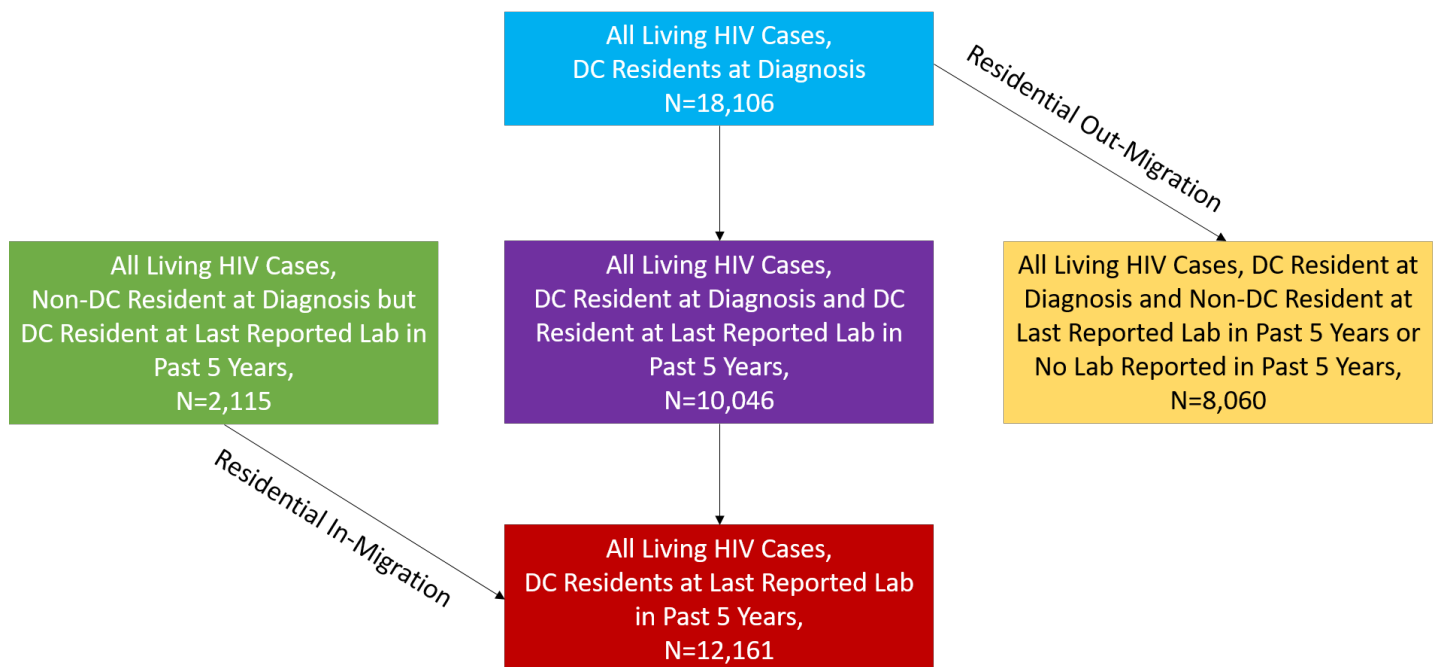 All Living HIV Cases,
DC Residents at Diagnosis
N=18,106
Residential Out-Migration
All Living HIV Cases,
Non-DC Resident at Diagnosis but
DC Resident at Last Reported Lab in
Past 5 Years,
N=2,115
All Living HIV Cases,
DC Resident at Diagnosis and DC
Resident at Last Reported Lab in
Past 5 Years,
N=10,046
All Living HIV Cases, DC Resident at
Diagnosis and Non-DC Resident at
Last Reported Lab in Past 5 Years or
No Lab Reported in Past 5 Years,
N=8,060
Residential In-Migration
All Living HIV Cases,
DC Residents at Last Reported Lab
in Past 5 Years,
N=12,161